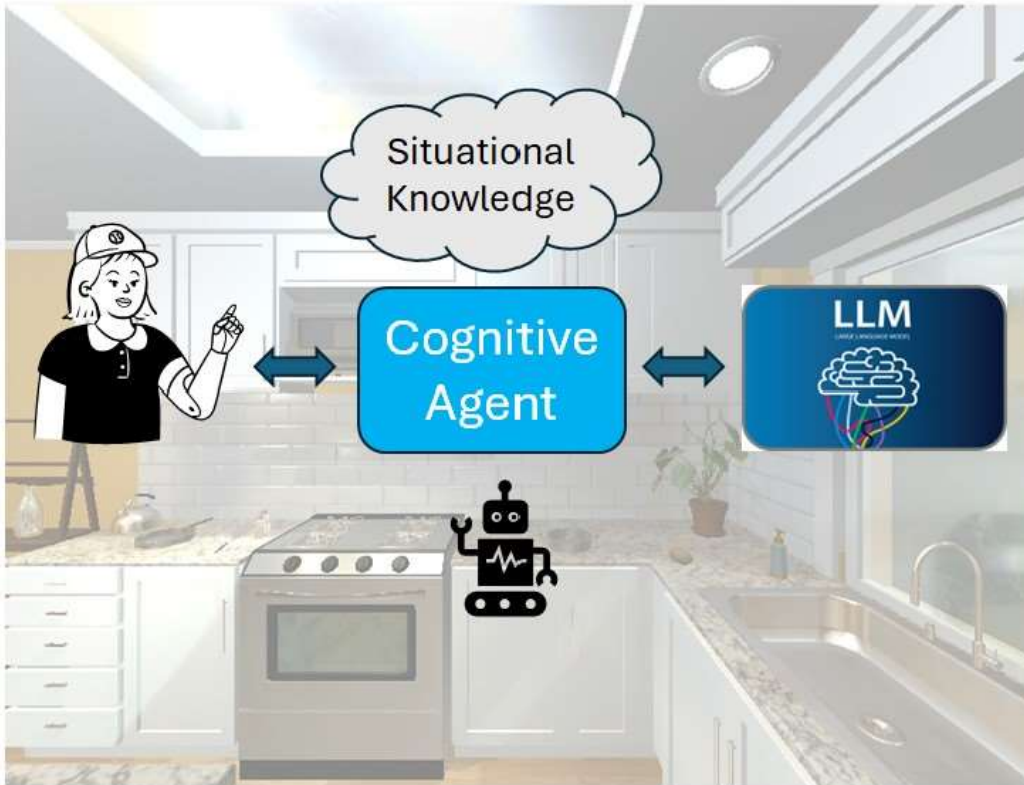 Situational
Knowledge
Cognitive
Agent
LLM
LARGE LANGUAGE MODEL